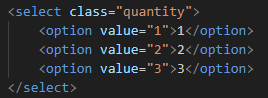 <select class="quantity">
    <option value="1">1</option>
    <option value="2">2</option>
    <option value="3">3</option>
</select>